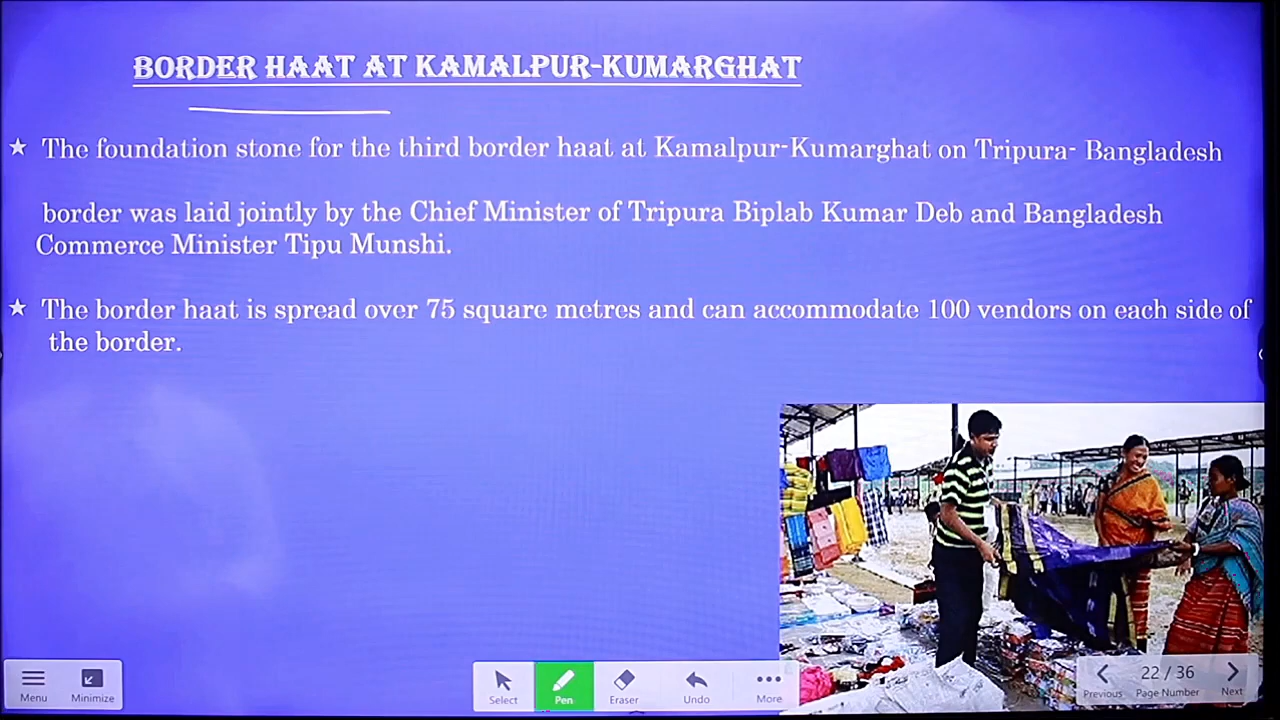 BORDER HAAT AT KAMALPUR-KUMARGHAT
★ The foundation stone for the third border haat at Kamalpur-Kumarghat on Tripura- Bangladesh
border was laid jointly by the Chief Minister of Tripura Biplab Kumar Deb and Bangladesh
Commerce Minister Tipu Munshi.
★ The border haat is spread over 75 square metres and can accommodate 100 vendors on each side of
the border.
Menu Minimize Select Pen Eraser Undo More Previous 22 / 36 Page Number Next